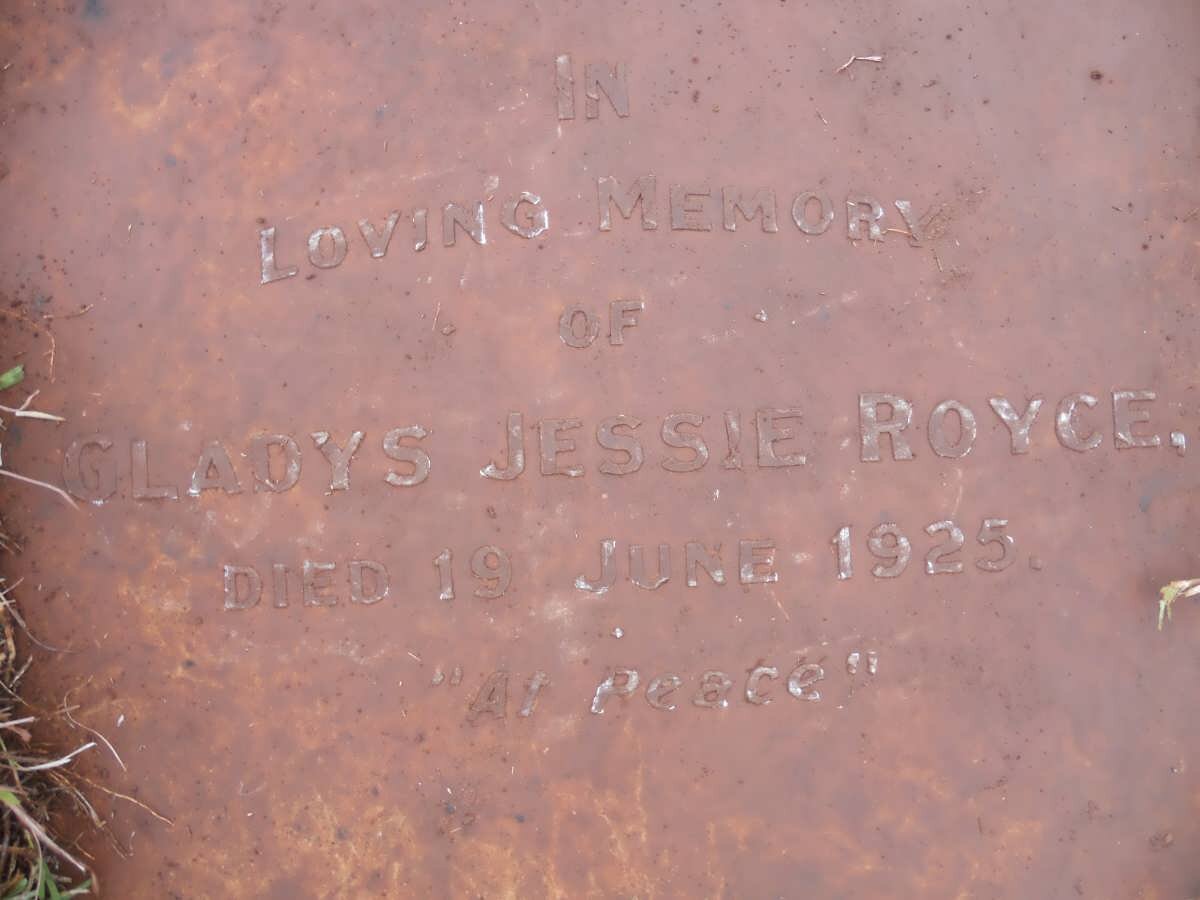 IN
LOVING MEMORY
OF
GLADYS JESSIE ROYCE,
DIED 19 JUNE 1925.
"At Peace"